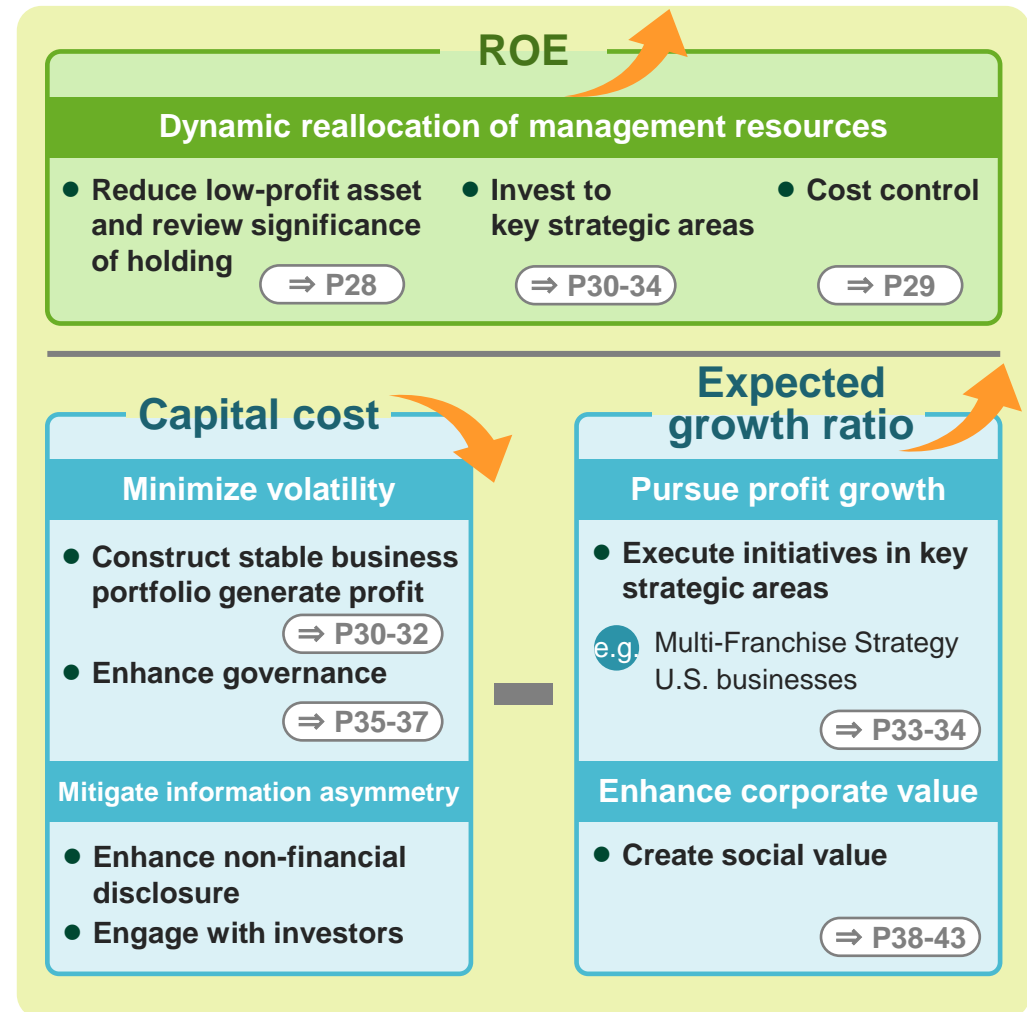 ROE
Dynamic reallocation of management resources
● Reduce low-profit asset
and review significance
of holding
⇒ P28
● Invest to
key strategic areas
⇒ P30-34
● Cost control
⇒ P29
Capital cost
Minimize volatility
● Construct stable business
portfolio generate profit
⇒ P30-32
● Enhance governance
⇒ P35-37
Mitigate information asymmetry
● Enhance non-financial
disclosure
● Engage with investors
Expected
growth ratio
Pursue profit growth
● Execute initiatives in key
strategic areas
e.g. Multi-Franchise Strategy
U.S. businesses
⇒ P33-34
Enhance corporate value
● Create social value
⇒ P38-43